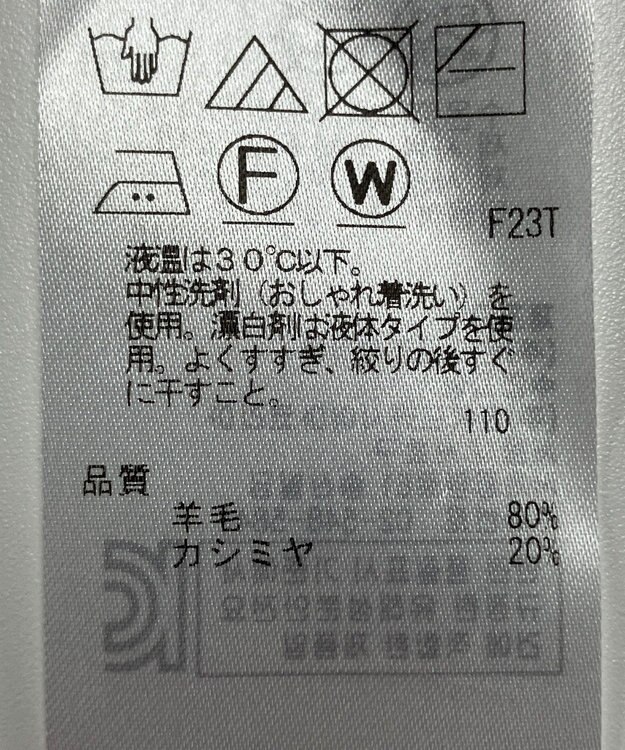 F
W
F23T
液温は30℃以下。
中性洗剤（おしゃれ着洗い）を
使用。漂白剤は液体タイプを使
用。よくすすぎ、絞りの後すぐ
に干すこと。
110
品質
羊毛 80%
カシミヤ 20%